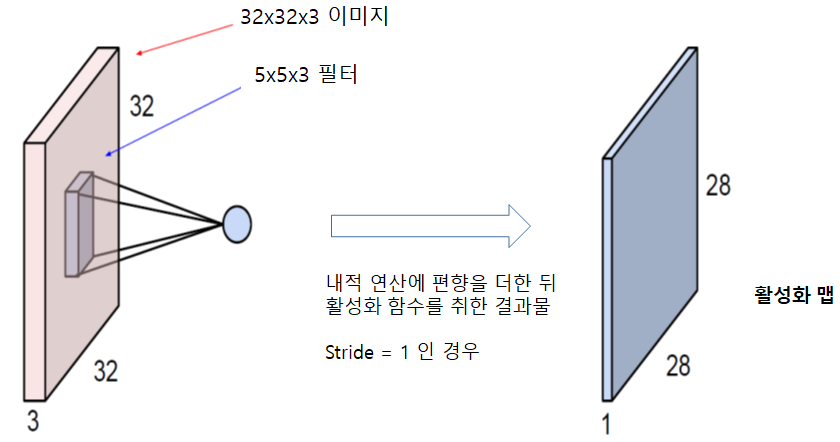 32x32x3 이미지
5x5x3 필터
32
32
3
내적 연산에 편향을 더한 뒤
활성화 함수를 취한 결과물
Stride = 1 인 경우
28
28
1
활성화 맵